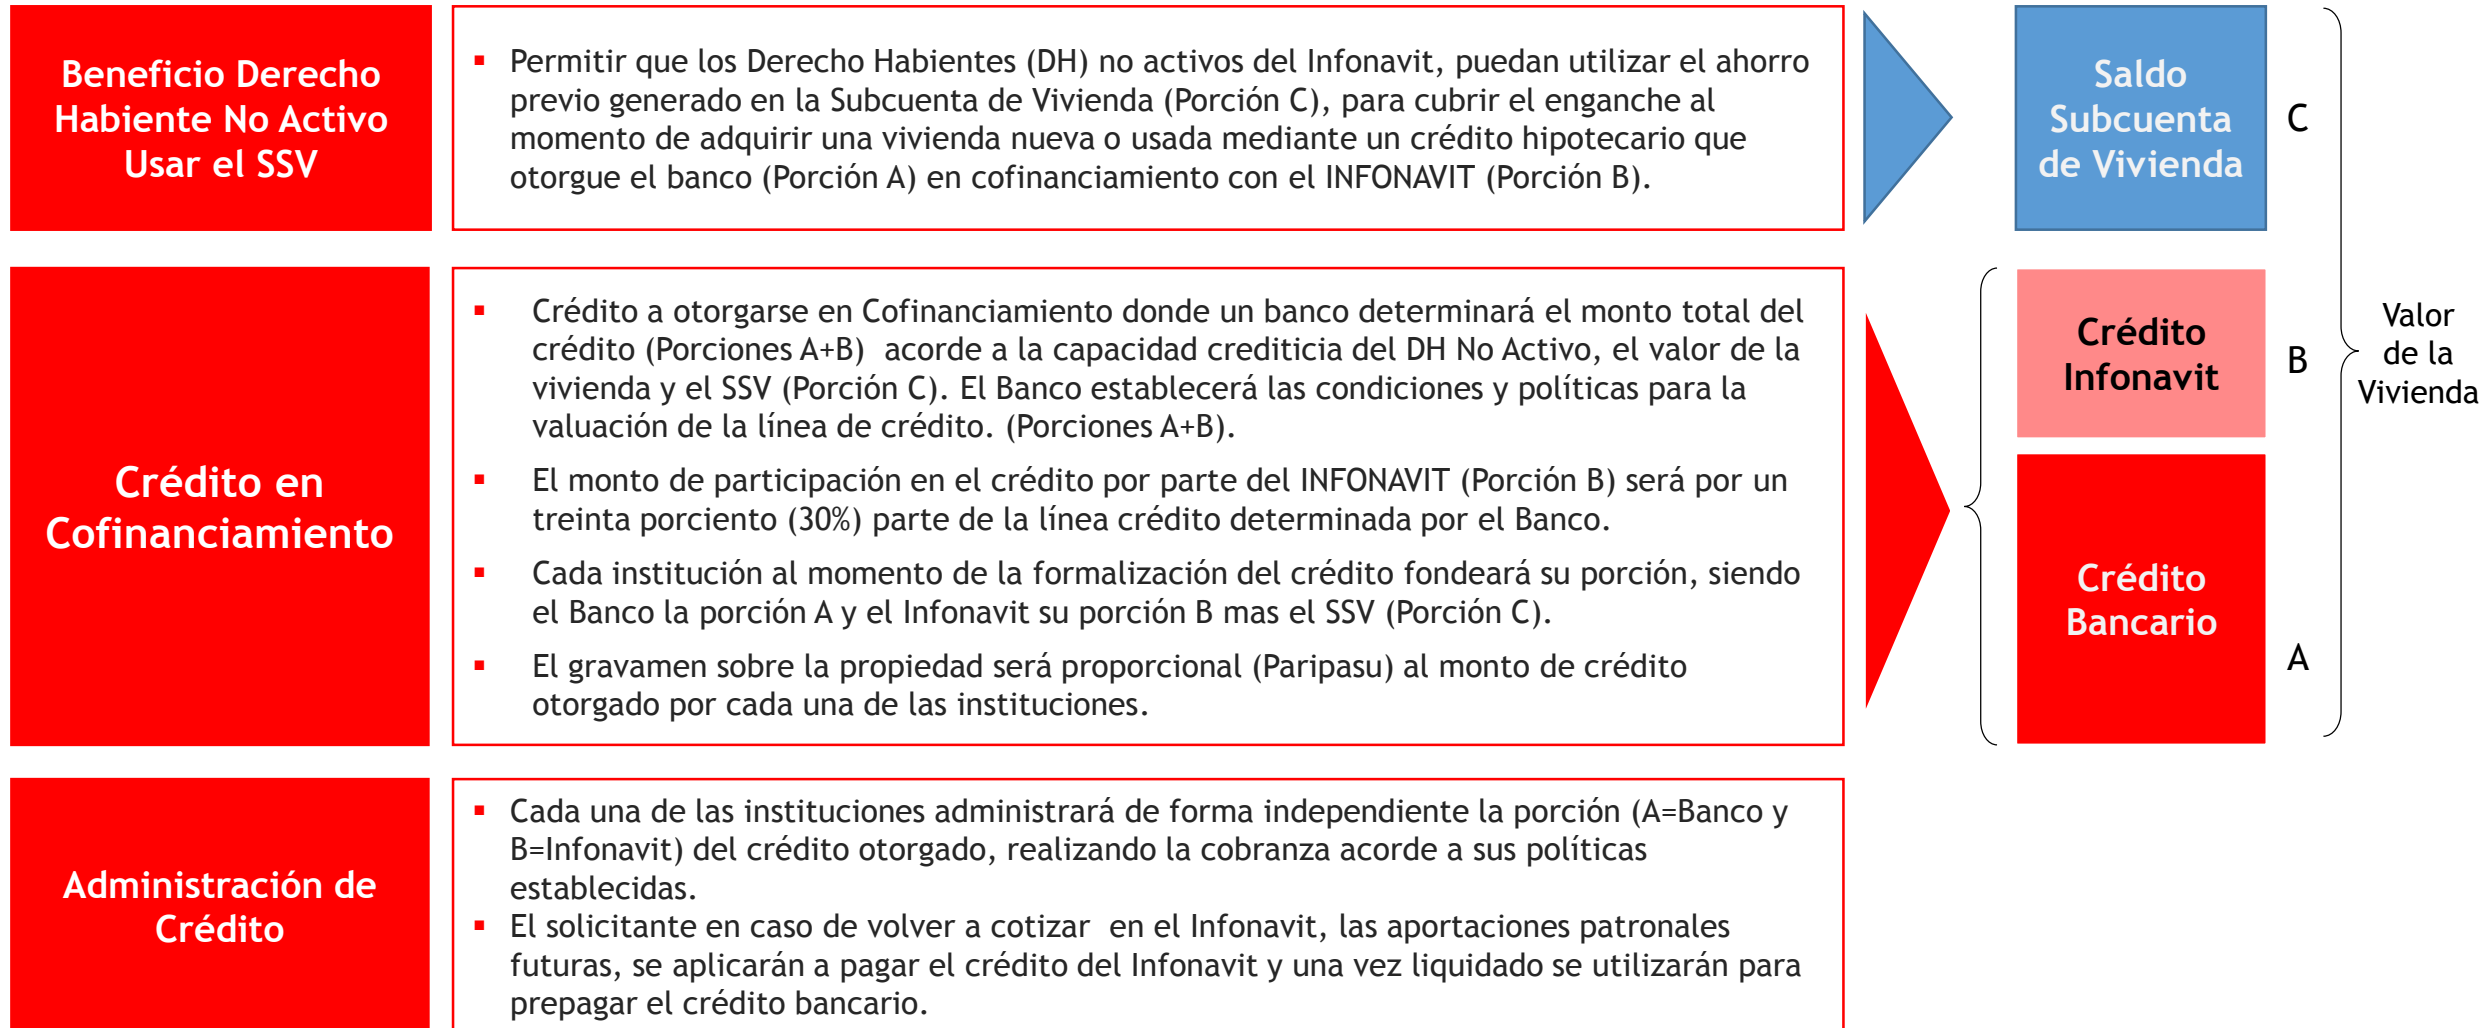 Beneficio Derecho
Habiente No Activo
Usar el SSV
▪ Permitir que los Derecho Habientes (DH) no activos del Infonavit, puedan utilizar el ahorro
previo generado en la Subcuenta de Vivienda (Porción C), para cubrir el enganche al
momento de adquirir una vivienda nueva o usada mediante un crédito hipotecario que
otorgue el banco (Porción A) en cofinanciamiento con el INFONAVIT (Porción B).
Saldo
Subcuenta
de Vivienda
C
Crédito en
Cofinanciamiento
▪ Crédito a otorgarse en Cofinanciamiento donde un banco determinará el monto total del
crédito (Porciones A+B) acorde a la capacidad crediticia del DH No Activo, el valor de la
vivienda y el SSV (Porción C). El Banco establecerá las condiciones y políticas para la
valuación de la línea de crédito. (Porciones A+B).
▪ El monto de participación en el crédito por parte del INFONAVIT (Porción B) será por un
treinta porciento (30%) parte de la línea crédito determinada por el Banco.
▪ Cada institución al momento de la formalización del crédito fondeará su porción, siendo
el Banco la porción A y el Infonavit su porción B mas el SSV (Porción C).
▪ El gravamen sobre la propiedad será proporcional (Paripasu) al monto de crédito
otorgado por cada una de las instituciones.
Crédito
Infonavit
B
Crédito
Bancario
A
Valor
de la
Vivienda
Administración de
Crédito
▪ Cada una de las instituciones administrará de forma independiente la porción (A=Banco y
B=Infonavit) del crédito otorgado, realizando la cobranza acorde a sus políticas
establecidas.
▪ El solicitante en caso de volver a cotizar en el Infonavit, las aportaciones patronales
futuras, se aplicarán a pagar el crédito del Infonavit y una vez liquidado se utilizarán para
prepagar el crédito bancario.